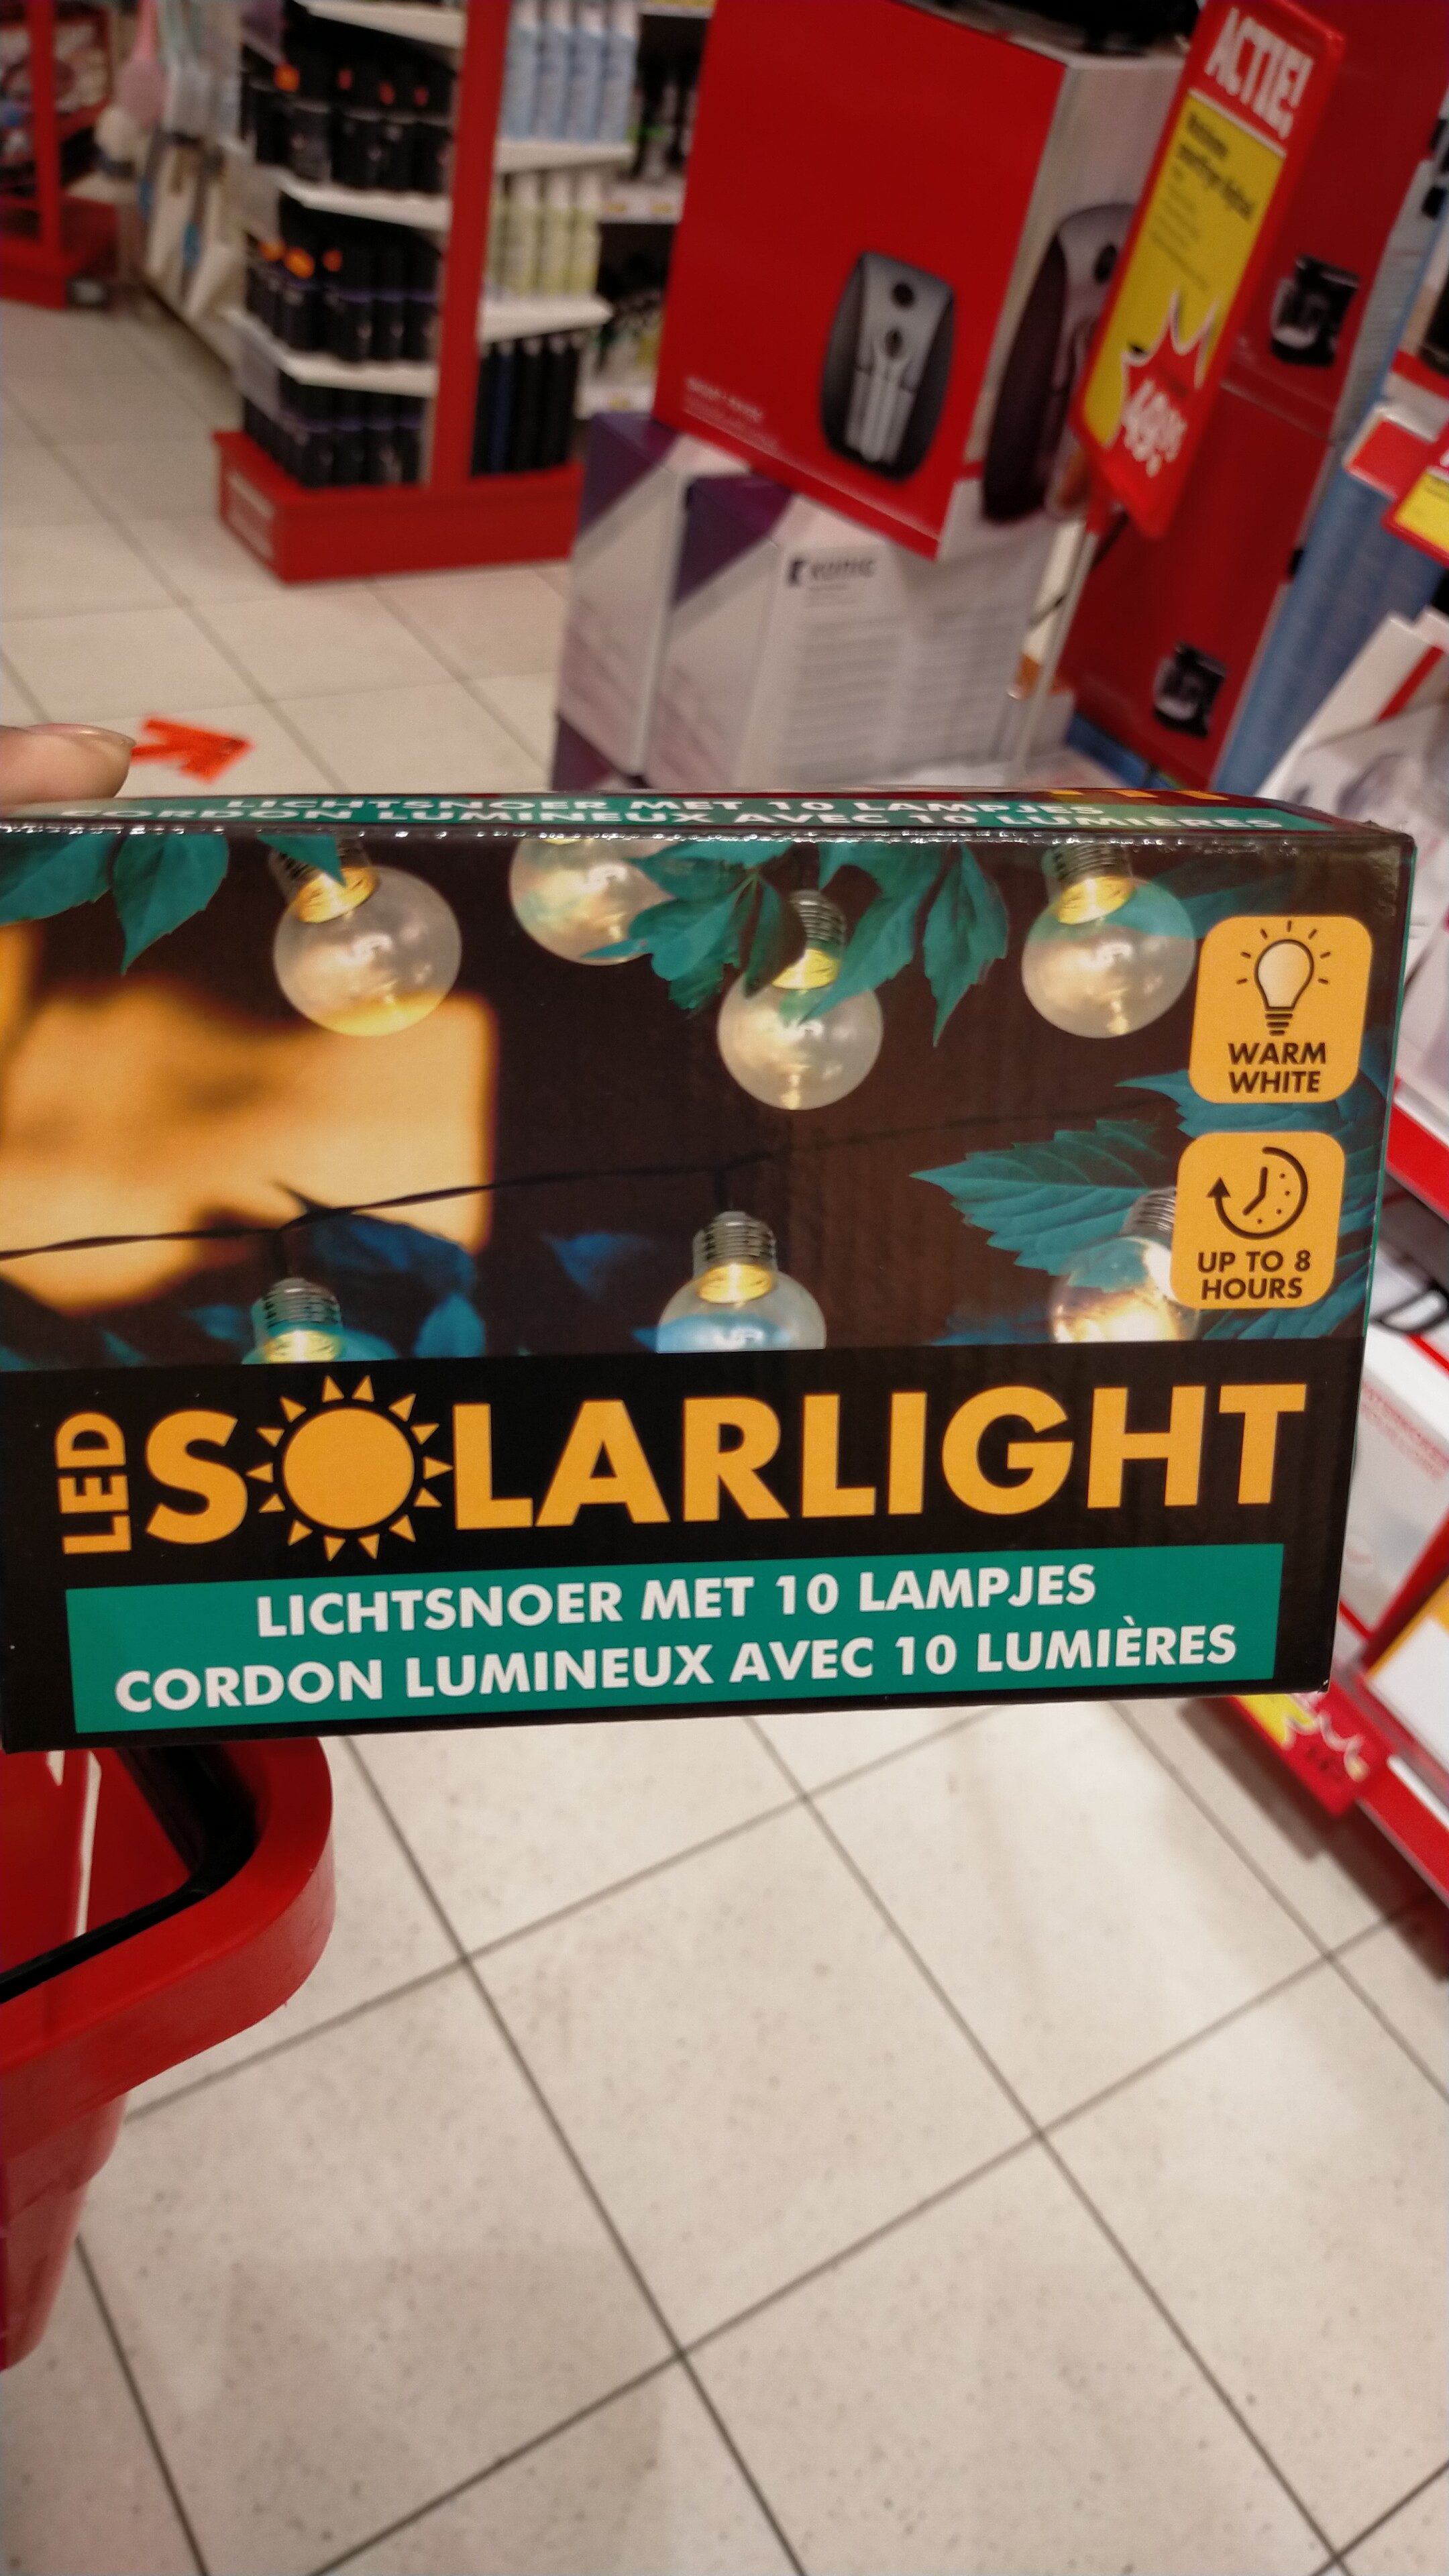 ACTIE!
LICHTSNOER MET 10 LAMPJES
CORDON LUMINEUX AVEC 10 LUMIÈRES
WARM
WHITE
UP TO 8
HOURS
LED SOLARLIGHT
LICHTSNOER MET 10 LAMPJES
CORDON LUMINEUX AVEC 10 LUMIÈRES